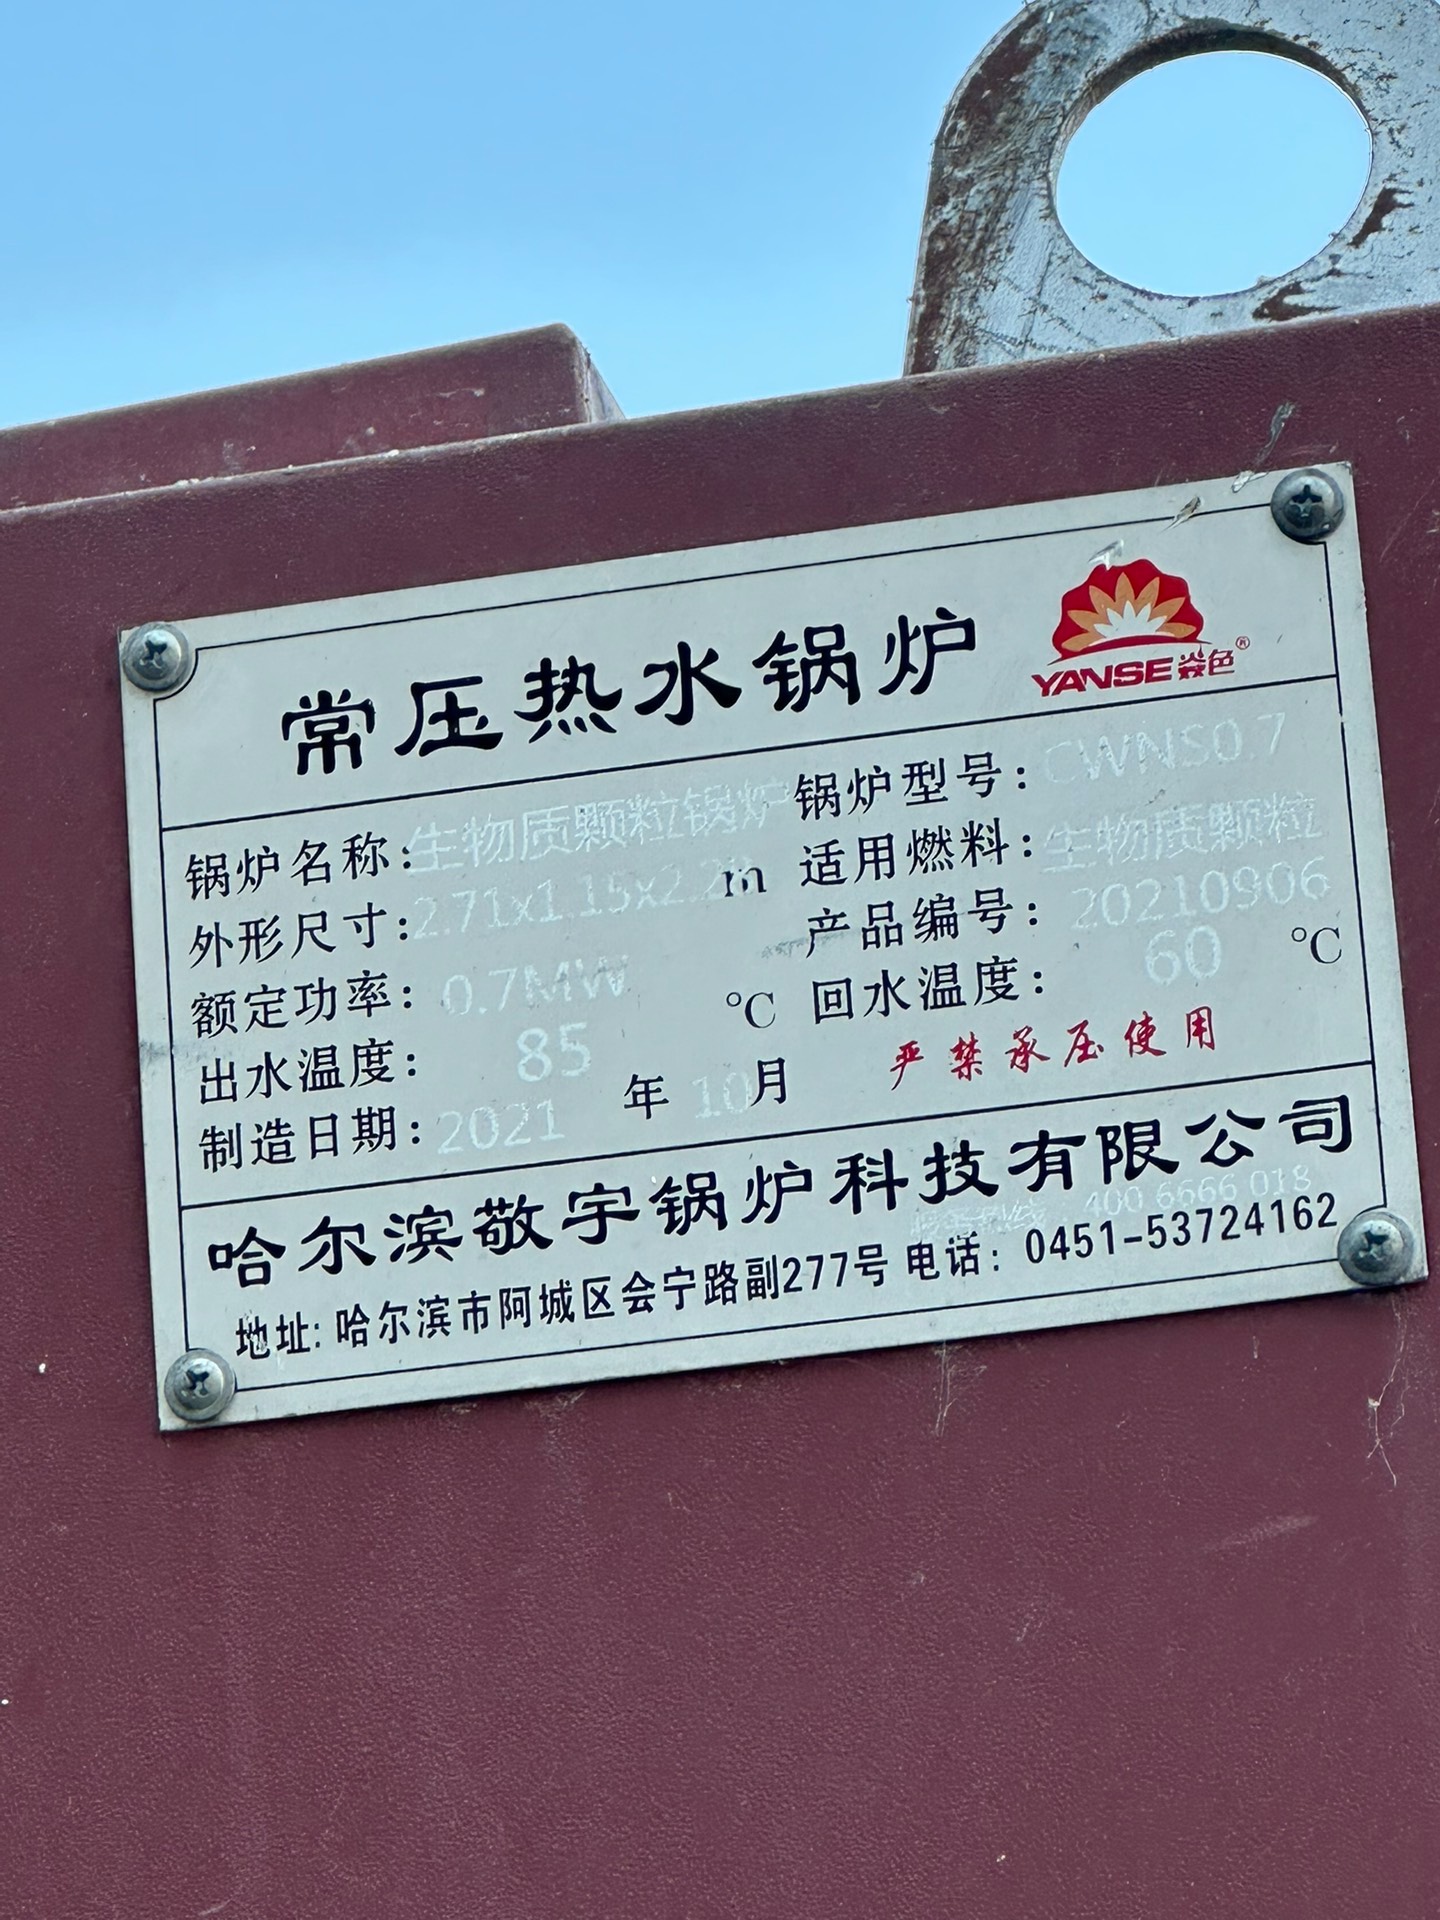 常压热水锅炉
YANSE焱色®
锅炉名称：生物质颗粒锅炉 锅炉型号：CWNS0.7
外形尺寸：2.71x1.15x2.2m 适用燃料：生物质颗粒
额定功率：0.7MW 产品编号：20210906
出水温度：85 ℃ 回水温度：60 ℃
制造日期：2021 年 10月 严禁承压使用
哈尔滨敬宇锅炉科技有限公司
400 6666 018
地址：哈尔滨市阿城区会宁路副277号 电话：0451-53724162